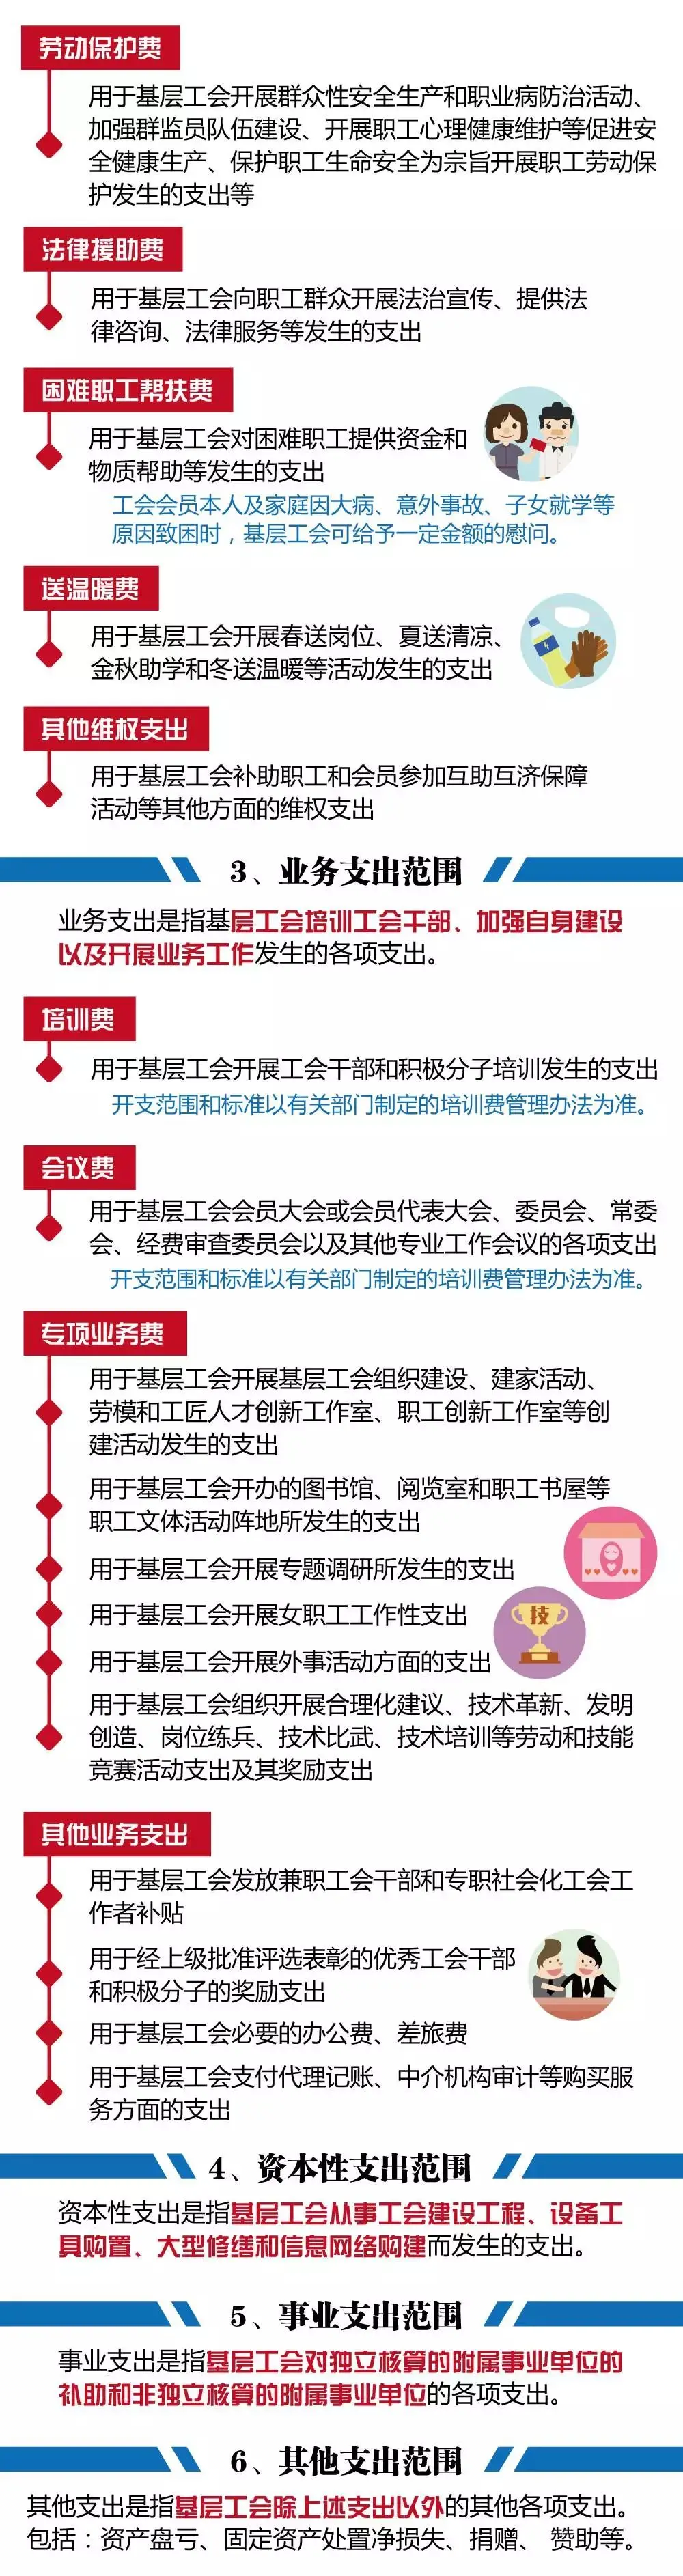 劳动保护费
用于基层工会开展群众性安全生产和职业病防治活动、
加强群监员队伍建设、开展职工心理健康维护等促进安
全健康生产、保护职工生命安全为宗旨开展职工劳动保
护发生的支出等
法律援助费
用于基层工会向职工群众开展法治宣传、提供法
律咨询、法律服务等发生的支出
困难职工帮扶费
用于基层工会对困难职工提供资金和
物质帮助等发生的支出
工会会员本人及家庭因大病、意外事故、子女就学等
原因致困时，基层工会可给予一定金额的慰问。
送温暖费
用于基层工会开展春送岗位、夏送清凉、
金秋助学和冬送温暖等活动发生的支出
其他维权支出
用于基层工会补助职工和会员参加互助互济保障
活动等其他方面的维权支出
3、业务支出范围
业务支出是指基层工会培训工会干部、加强自身建设
以及开展业务工作发生的各项支出。
培训费
用于基层工会开展工会干部和积极分子培训发生的支出
开支范围和标准以有关部门制定的培训费管理办法为准。
会议费
用于基层工会会员大会或会员代表大会、委员会、常委
会、经费审查委员会以及其他专业工作会议的各项支出
开支范围和标准以有关部门制定的培训费管理办法为准。
专项业务费
用于基层工会开展基层工会组织建设、建家活动、
劳模和工匠人才创新工作室、职工创新工作室等创
建活动发生的支出
用于基层工会开办的图书馆、阅览室和职工书屋等
职工文体活动阵地所发生的支出
用于基层工会开展专题调研所发生的支出
用于基层工会开展女职工工作性支出
技
用于基层工会开展外事活动方面的支出
用于基层工会组织开展合理化建议、技术革新、发明
创造、岗位练兵、技术比武、技术培训等劳动和技能
竞赛活动支出及其奖励支出
其他业务支出
用于基层工会发放兼职工会干部和专职社会化工会工
作者补贴
用于经上级批准评选表彰的优秀工会干部
和积极分子的奖励支出
用于基层工会必要的办公费、差旅费
用于基层工会支付代理记账、中介机构审计等购买服
务方面的支出
4、资本性支出范围
资本性支出是指基层工会从事工会建设工程、设备工
具购置、大型修缮和信息网络购建而发生的支出。
5、事业支出范围
事业支出是指基层工会对独立核算的附属事业单位的
补助和非独立核算的附属事业单位的各项支出。
6、其他支出范围
其他支出是指基层工会除上述支出以外的其他各项支出。
包括：资产盘亏、固定资产处置净损失、捐赠、 赞助等。